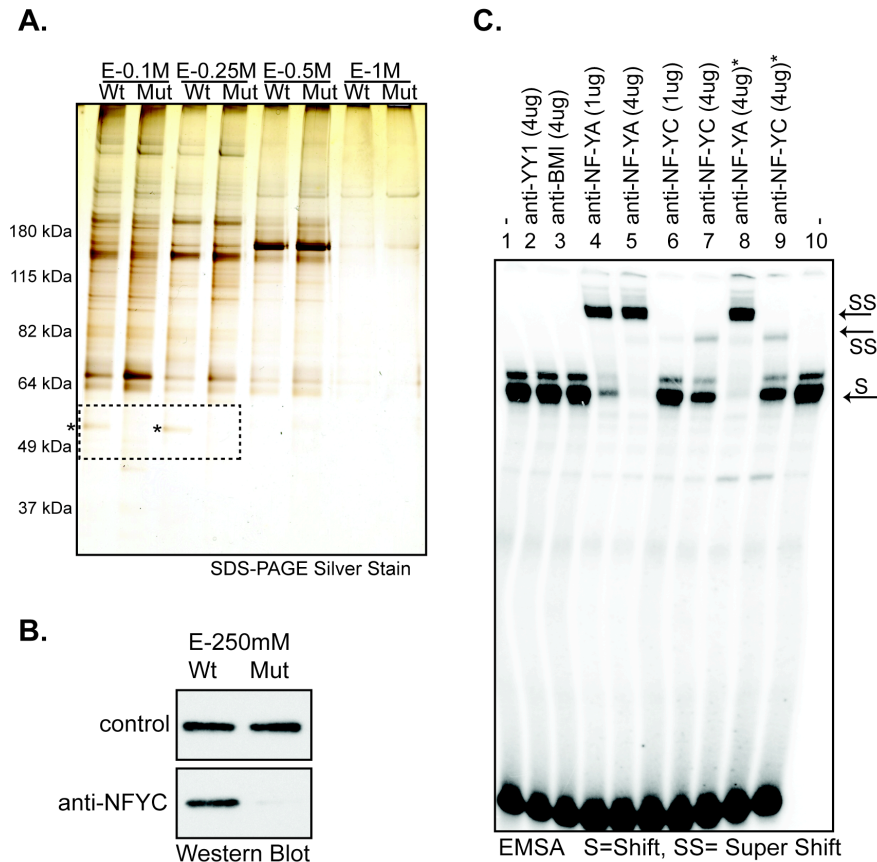 A.
E-0.1M E-0.25M E-0.5M E-1M
Wt Mut Wt Mut Wt Mut Wt Mut
180 kDa
115 kDa
82 kDa
64 kDa
* *
49 kDa
37 kDa
SDS-PAGE Silver Stain
B.
E-250mM
Wt Mut
control
anti-NFYC
Western Blot
C.
-
anti-YY1 (4ug)
anti-BMI (4ug)
anti-NF-YA (1ug)
anti-NF-YA (4ug)
anti-NF-YC (1ug)
anti-NF-YC (4ug)
anti-NF-YA (4ug)*
anti-NF-YC (4ug)*
-
1 2 3 4 5 6 7 8 9 10
SS
SS
S
EMSA S=Shift, SS= Super Shift